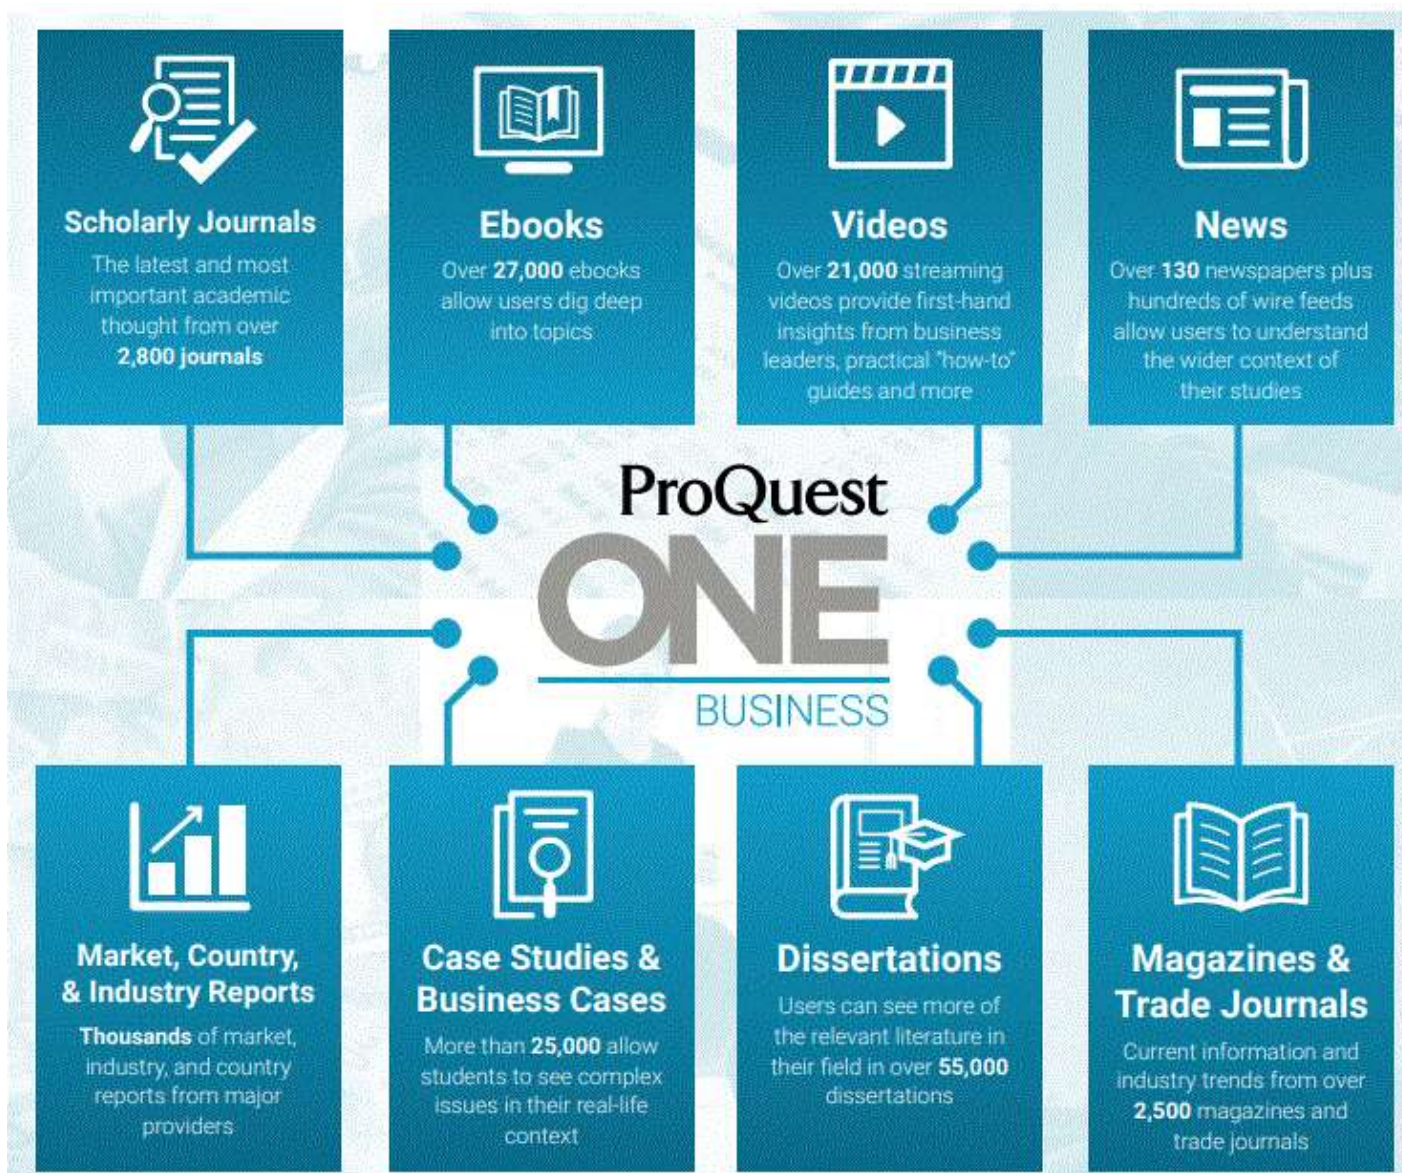 Scholarly Journals
The latest and most
important academic
thought from over
2,800 journals
Ebooks
Over 27,000 ebooks
allow users dig deep
into topics
Videos
Over 21,000 streaming
videos provide first-hand
insights from business
leaders, practical "how-to"
guides and more
News
Over 130 newspapers plus
hundreds of wire feeds
allow users to understand
the wider context of
their studies
ProQuest
ONE
BUSINESS
Market, Country,
& Industry Reports
Thousands of market,
industry, and country
reports from major
providers
Case Studies &
Business Cases
More than 25,000 allow
students to see complex
issues in their real-life
context
Dissertations
Users can see more of
the relevant literature in
their field in over 55,000
dissertations
Magazines &
Trade Journals
Current information and
industry trends from over
2,500 magazines and
trade journals